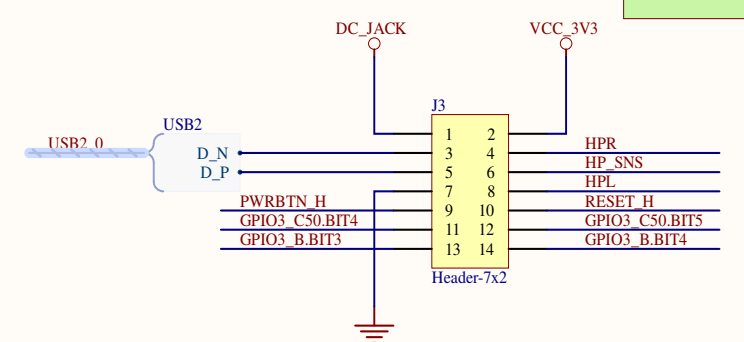 DC_JACK
VCC_3V3
J3
USB2
USB2_0
D_N
D_P
1 2
3 4
5 6
7 8
9 10
11 12
13 14
HPR
HP_SNS
HPL
PWRBTN_H
RESET_H
GPIO3_C50.BIT4
GPIO3_C50.BIT5
GPIO3_B.BIT3
GPIO3_B.BIT4
Header-7x2